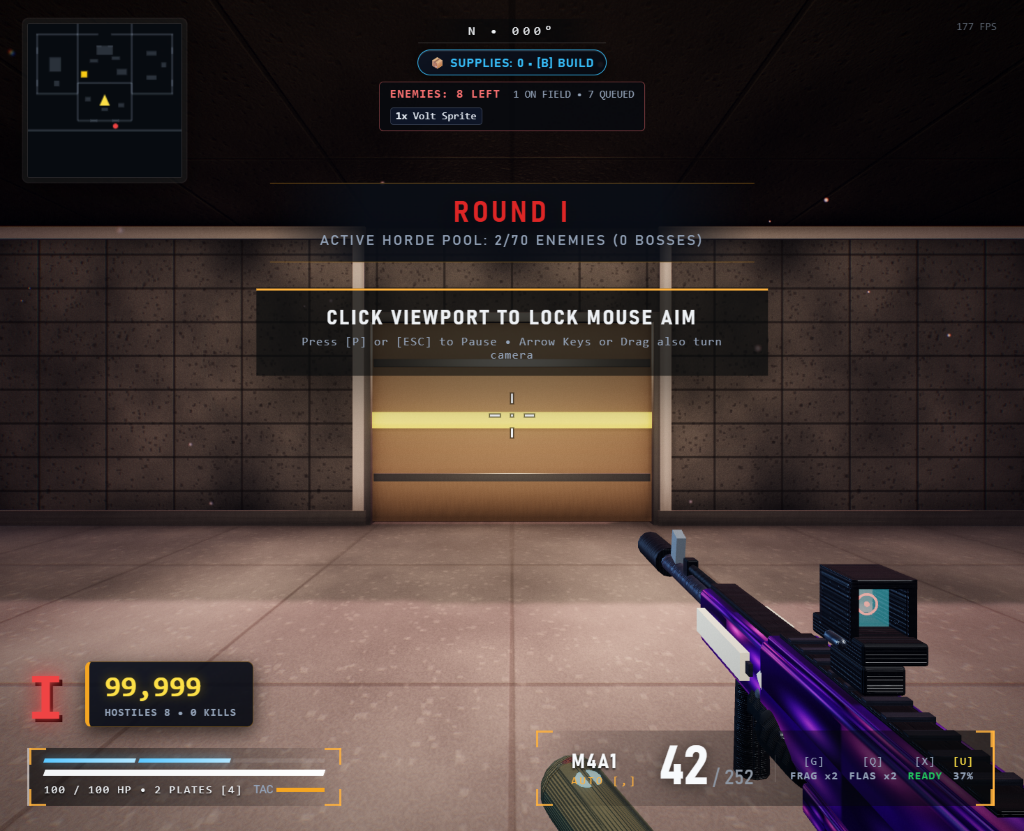 N • 000°
177 FPS
📦 SUPPLIES: 0 • [B] BUILD
ENEMIES: 8 LEFT 1 ON FIELD • 7 QUEUED
1x Volt Sprite
ROUND I
ACTIVE HORDE POOL: 2/70 ENEMIES (0 BOSSES)
CLICK VIEWPORT TO LOCK MOUSE AIM
Press [P] or [ESC] to Pause • Arrow Keys or Drag also turn
camera
I
99,999
HOSTILES 8 • 0 KILLS
100 / 100 HP • 2 PLATES [4] TAC
M4A1
AUTO [,]
42 / 252
[G] [Q] [X] [U]
FRAG x2 FLAS x2 READY 37%